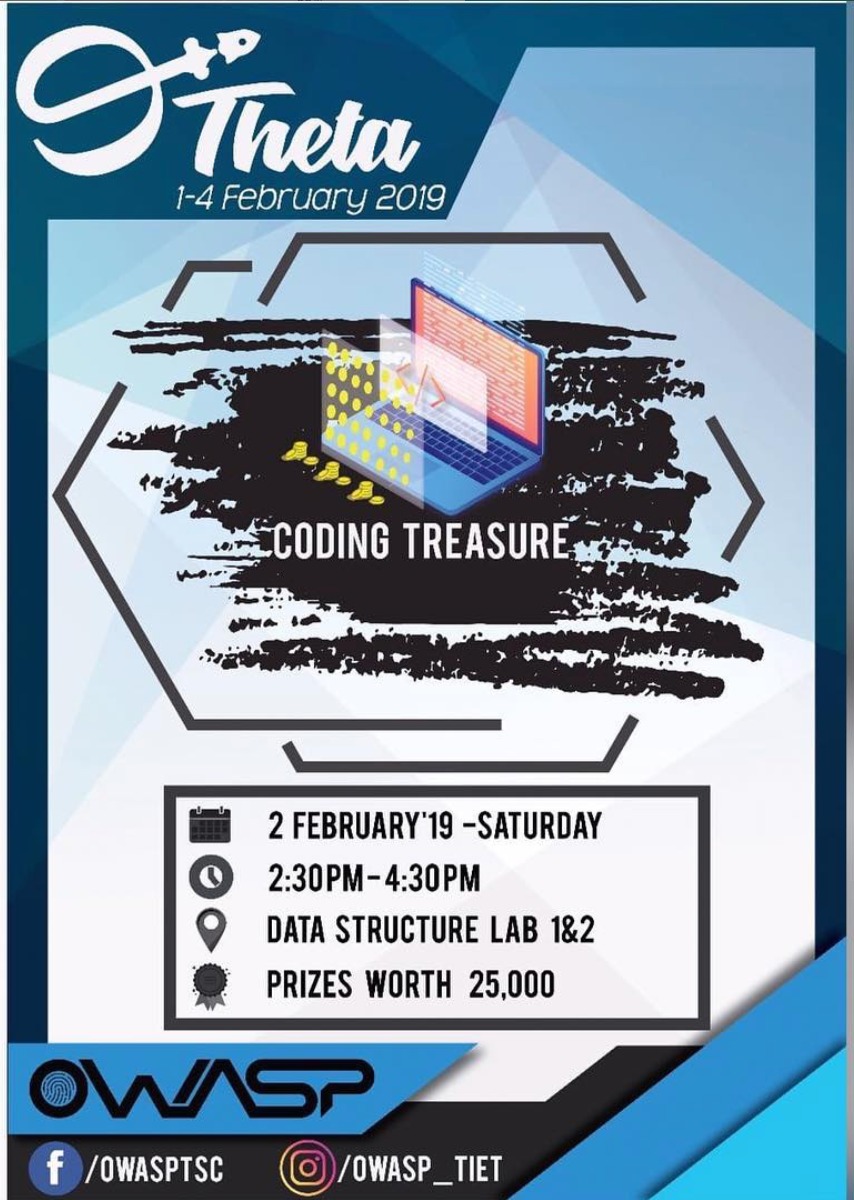 Theta
1-4 February 2019
</>
CODING TREASURE
2 FEBRUARY'19 -SATURDAY
2:30PM-4:30PM
DATA STRUCTURE LAB 1&2
PRIZES WORTH 25,000
OWASP
f /OWASPTSC
/OWASP_TIET